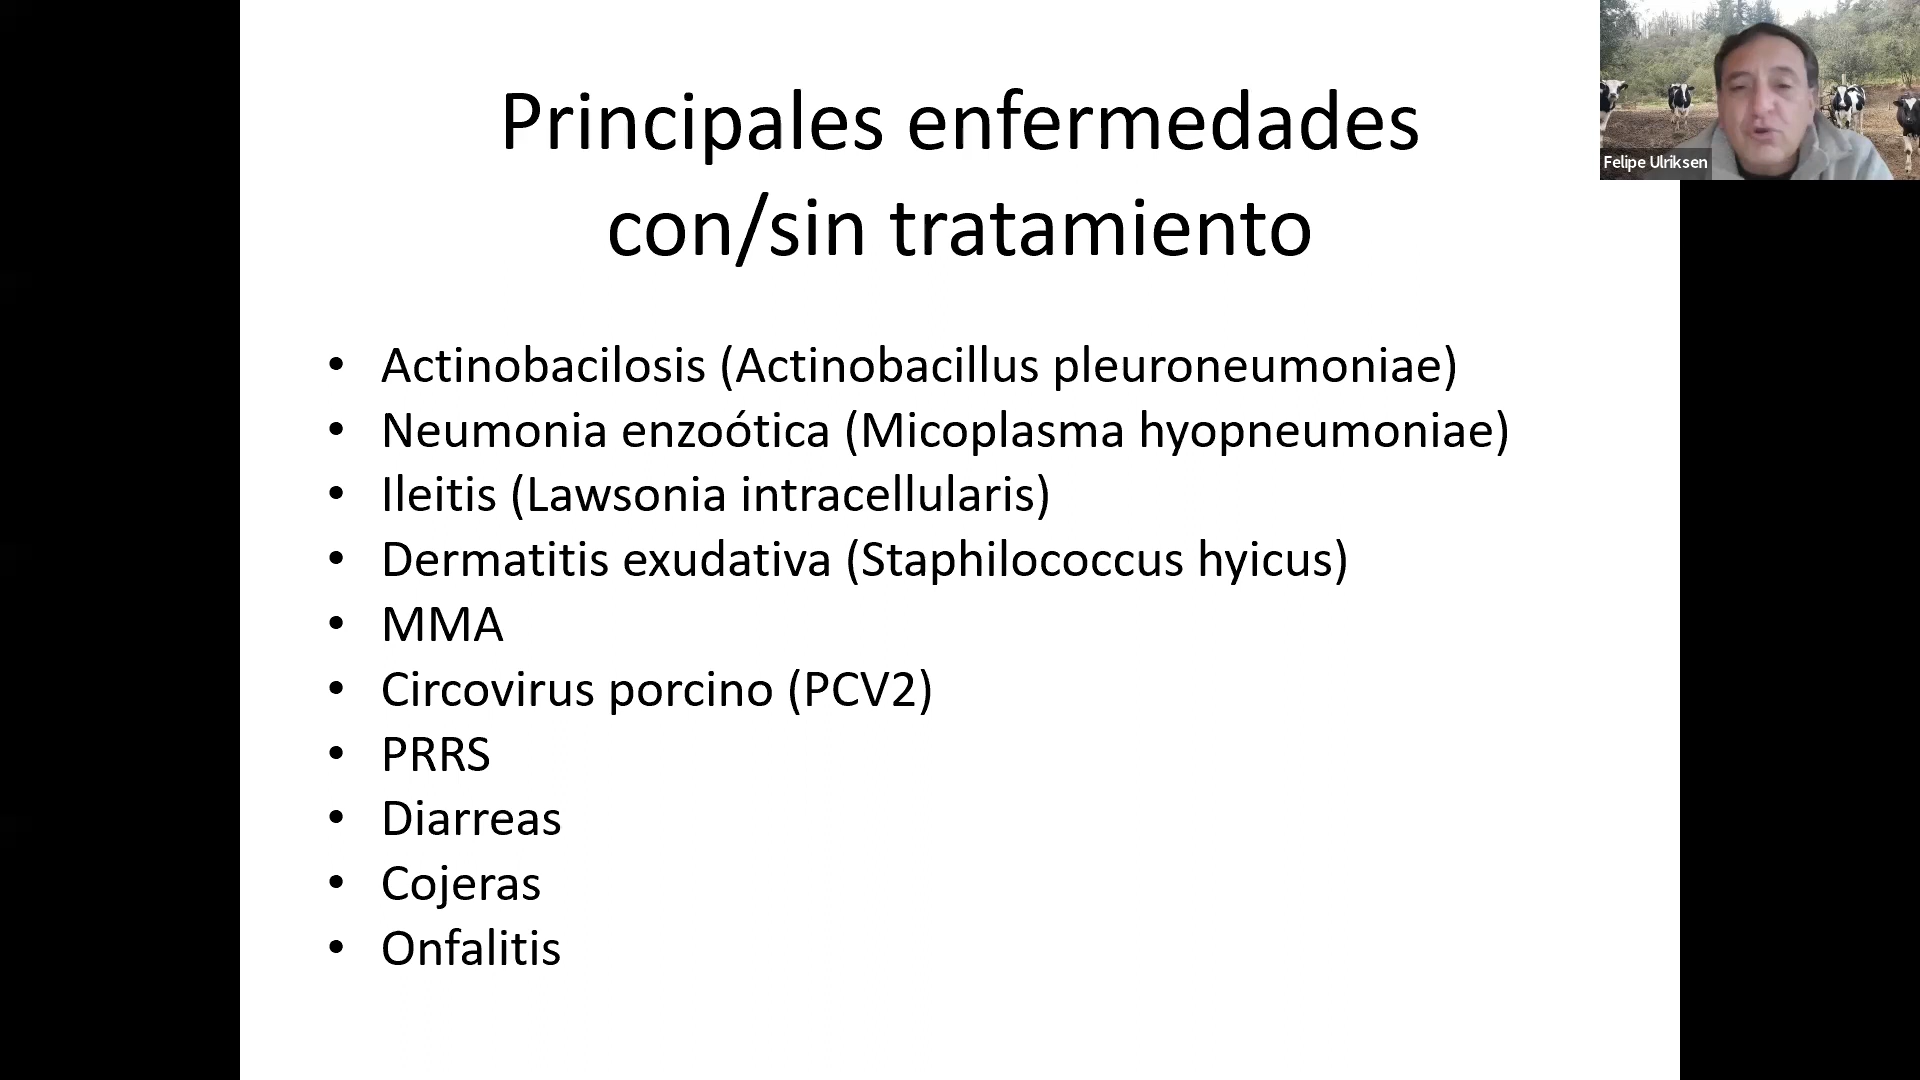 Principales enfermedades
con/sin tratamiento
• Actinobacilosis (Actinobacillus pleuroneumoniae)
• Neumonia enzoótica (Micoplasma hyopneumoniae)
• Ileitis (Lawsonia intracellularis)
• Dermatitis exudativa (Staphilococcus hyicus)
• MMA
• Circovirus porcino (PCV2)
• PRRS
• Diarreas
• Cojeras
• Onfalitis
Felipe Ulriksen